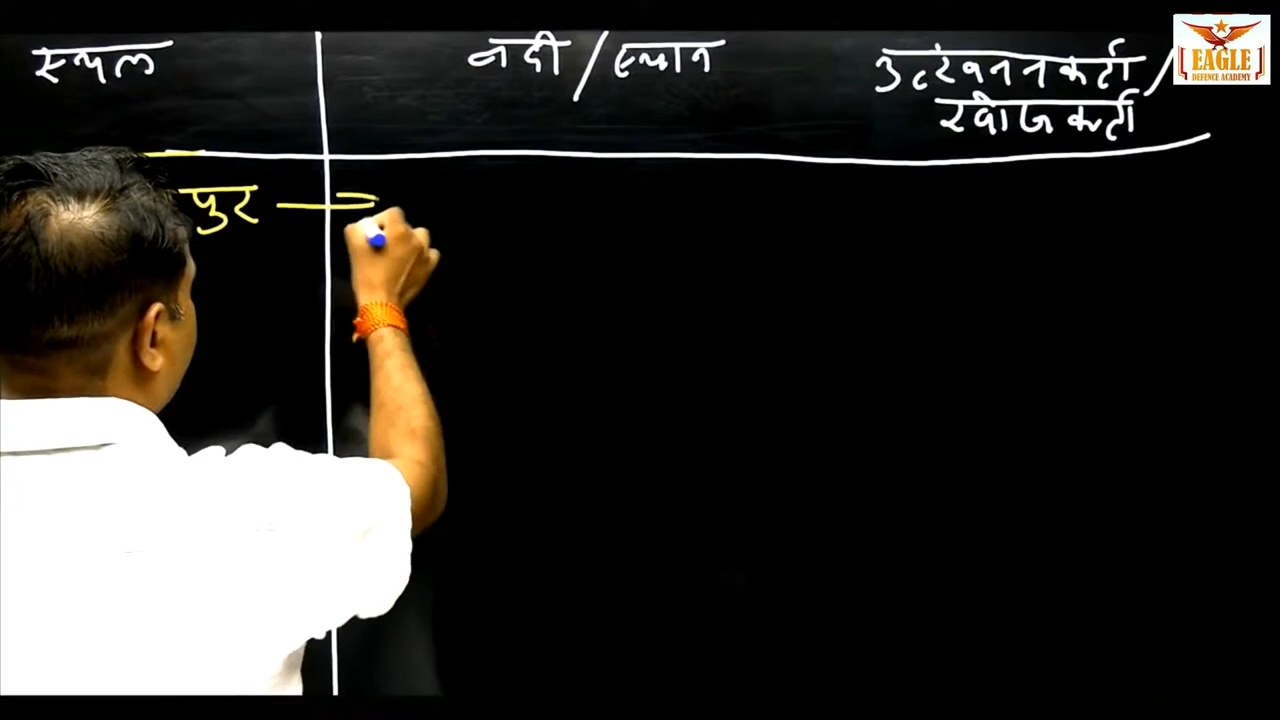 स्थल नदी / स्थान उत्खननकर्ता /
खोजकर्ता
पुर —
EAGLE
DEFENCE ACADEMY